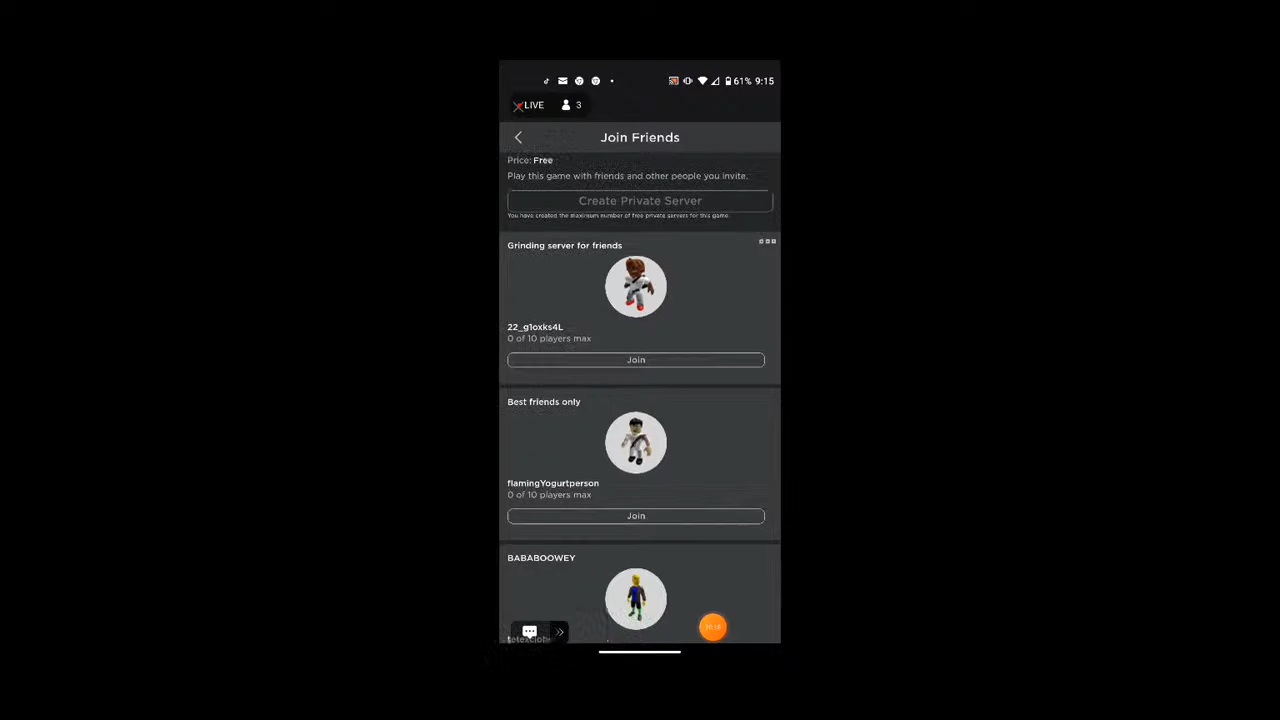 61% 9:15
LIVE 3
Join Friends
Price: Free
Play this game with friends and other people you invite.
Create Private Server
You have created the maximum number of free private servers for this game.
Grinding server for friends
22_g1oxks4L
0 of 10 players max
Join
Best friends only
flamingYogurtperson
0 of 10 players max
Join
BABABOOWEY